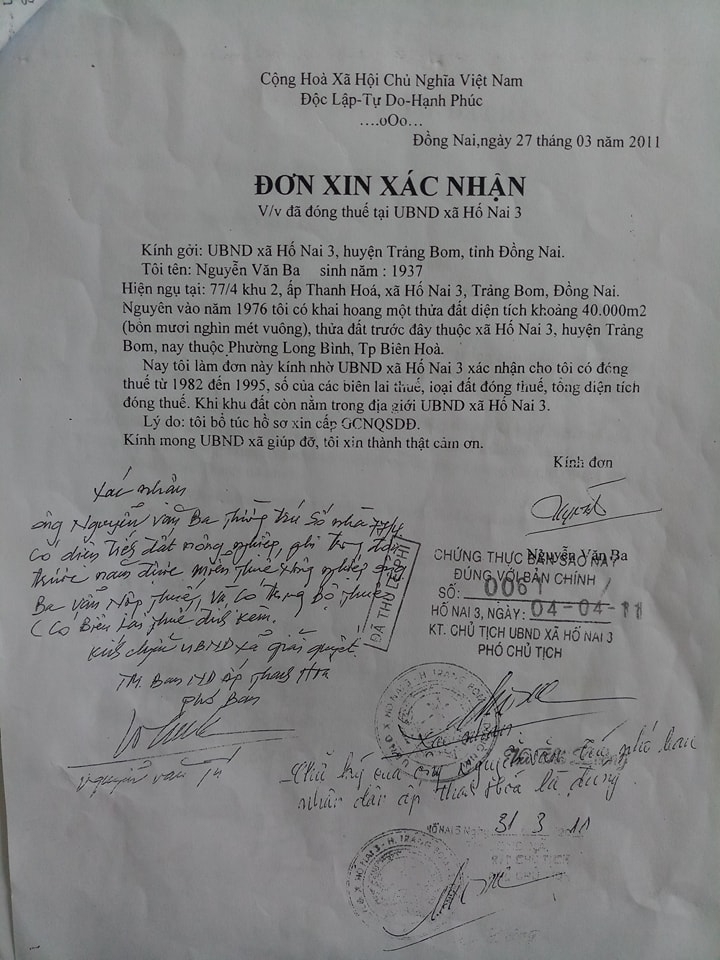 Cộng Hoà Xã Hội Chủ Nghĩa Việt Nam
Độc Lập-Tự Do-Hạnh Phúc
….oOo…
Đồng Nai,ngày 27 tháng 03 năm 2011
ĐƠN XIN XÁC NHẬN
V/v đã đóng thuế tại UBND xã Hố Nai 3
Kính gởi: UBND xã Hố Nai 3, huyện Trảng Bom, tỉnh Đồng Nai.
Tôi tên: Nguyễn Văn Ba sinh năm : 1937
Hiện ngụ tại: 77/4 khu 2, ấp Thanh Hoá, xã Hố Nai 3, Trảng Bom, Đồng Nai.
Nguyên vào năm 1976 tôi có khai hoang một thửa đất diện tích khoảng 40.000m2
(bốn mươi nghìn mét vuông), thửa đất trước đây thuộc xã Hố Nai 3, huyện Trảng
Bom, nay thuộc Phường Long Bình, Tp Biên Hoà.
Nay tôi làm đơn này kính nhờ UBND xã Hố Nai 3 xác nhận cho tôi có đóng
thuế từ 1982 đến 1995, số của các biên lai thuế, loại đất đóng thuế, tổng diện tích
đóng thuế. Khi khu đất còn nằm trong địa giới UBND xã Hố Nai 3.
Lý do: tôi bổ túc hồ sơ xin cấp GCNQSDĐ.
Kính mong UBND xã giúp đỡ, tôi xin thành thật cảm ơn.
Kính đơn
Nguyễn Văn Ba
Xác nhận
ông Nguyễn Văn Ba, thường trú số nhà 77/4
có diện tích đất nông nghiệp, ghi trong đơn
trước năm được miễn thuế nông nghiệp ông
Ba vẫn nộp thuế, và có trong bộ thuế
(có Biên lai thuế đính kèm.
Kính chuyển UBND xã giải quyết.
TM. Ban ND ấp Thanh Hóa
phó Ban
Nguyễn Văn Tú
ĐÃ THU LỆ PHÍ
CHỨNG THỰC BẢN SAO NÀY
ĐÚNG VỚI BẢN CHÍNH
SỐ: 0061
HỐ NAI 3, NGÀY: 04-04-11
KT. CHỦ TỊCH UBND XÃ HỐ NAI 3
PHÓ CHỦ TỊCH
Xác nhận
Chữ ký của ông Nguyễn Văn Tú phó ban
nhân dân ấp Thanh Hóa là đúng.
31 3 11